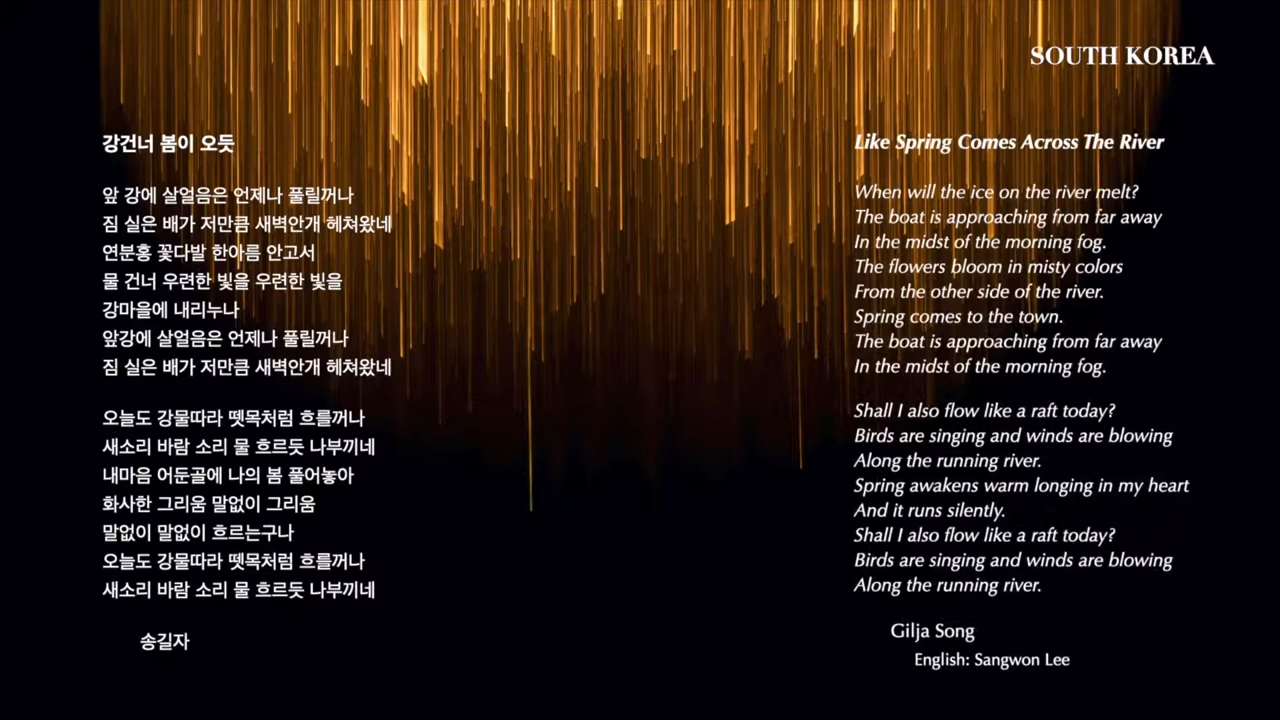 SOUTH KOREA
강건너 봄이 오듯
앞 강에 살얼음은 언제나 풀릴꺼나
짐 실은 배가 저만큼 새벽안개 헤쳐왔네
연분홍 꽃다발 한아름 안고서
물 건너 우련한 빛을 우련한 빛을
강마을에 내리누나
앞강에 살얼음은 언제나 풀릴꺼나
짐 실은 배가 저만큼 새벽안개 헤쳐왔네
오늘도 강물따라 뗏목처럼 흐를꺼나
새소리 바람 소리 물 흐르듯 나부끼네
내마음 어둔골에 나의 봄 풀어놓아
화사한 그리움 말없이 그리움
말없이 말없이 흐르는구나
오늘도 강물따라 뗏목처럼 흐를꺼나
새소리 바람 소리 물 흐르듯 나부끼네
송길자
Like Spring Comes Across The River
When will the ice on the river melt?
The boat is approaching from far away
In the midst of the morning fog.
The flowers bloom in misty colors
From the other side of the river.
Spring comes to the town.
The boat is approaching from far away
In the midst of the morning fog.
Shall I also flow like a raft today?
Birds are singing and winds are blowing
Along the running river.
Spring awakens warm longing in my heart
And it runs silently.
Shall I also flow like a raft today?
Birds are singing and winds are blowing
Along the running river.
Gilja Song
English: Sangwon Lee